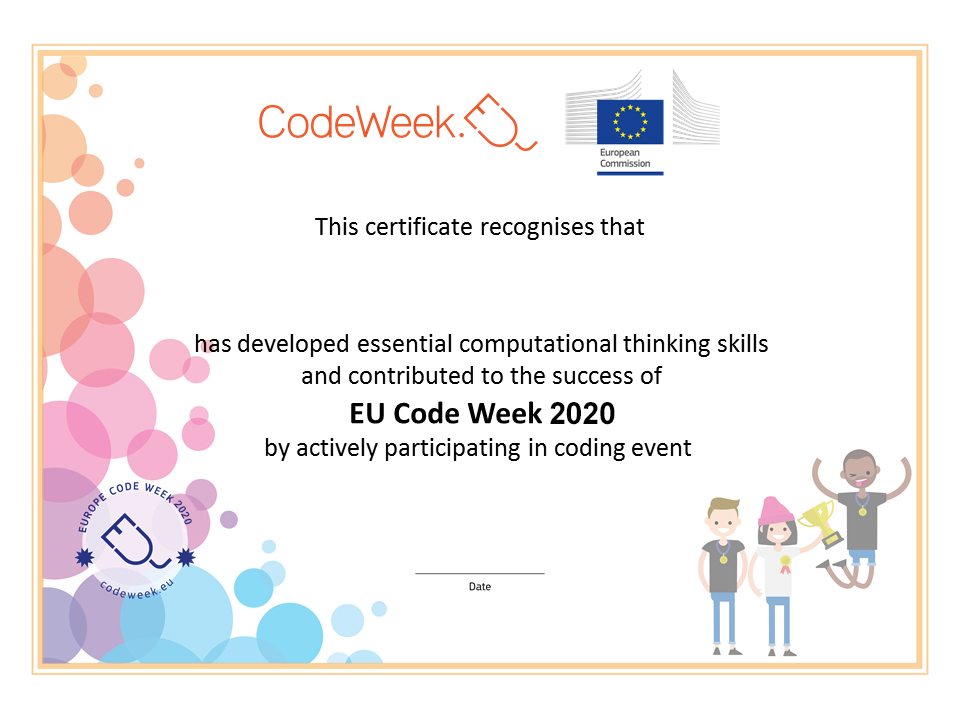 CodeWeek.
European
Commission
This certificate recognises that
has developed essential computational thinking skills
and contributed to the success of
EU Code Week 2020
by actively participating in coding event
EUROPE CODE WEEK 2020
codeweek.eu
Date